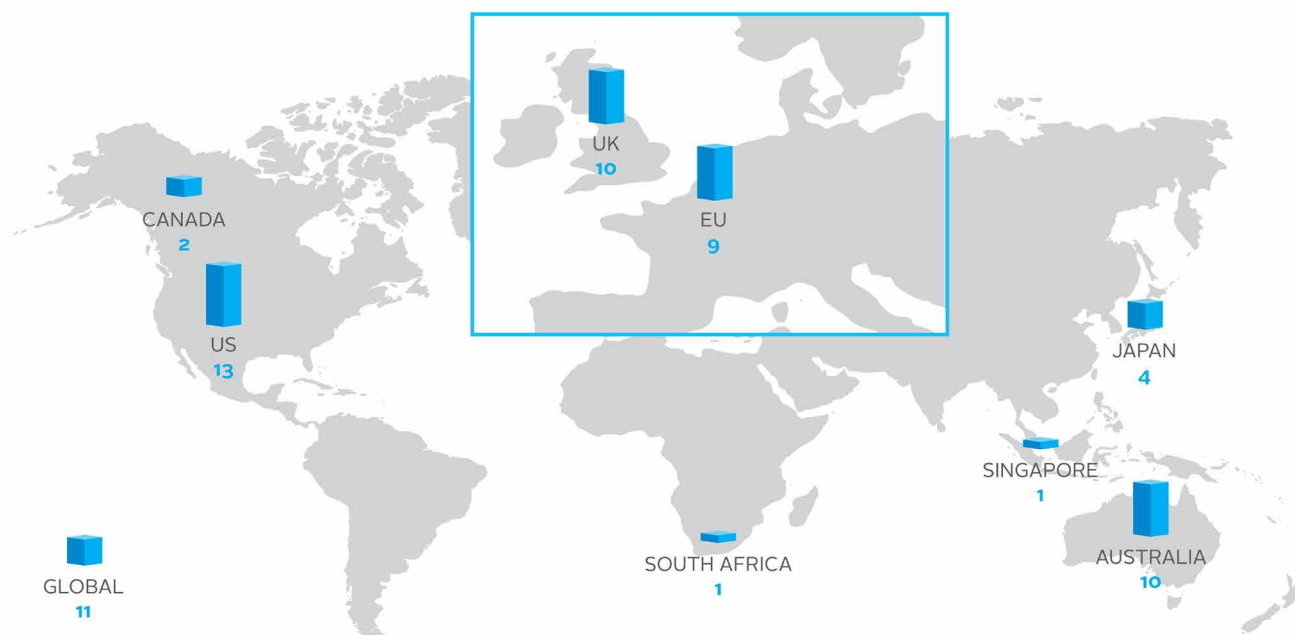 UK
10
EU
9
CANADA
2
US
13
JAPAN
4
SINGAPORE
1
SOUTH AFRICA
1
AUSTRALIA
10
GLOBAL
11